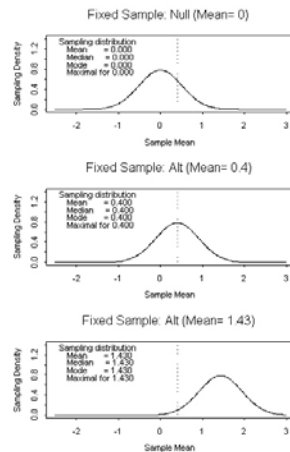 Fixed Sample: Null (Mean= 0)
Sampling Density
0.0 0.4 0.8 1.2
Sampling distribution
Mean = 0.000
Median = 0.000
Mode = 0.000
Maximal for 0.000
-2 -1 0 1 2 3
Sample Mean
Fixed Sample: Alt (Mean= 0.4)
Sampling Density
0.0 0.4 0.8 1.2
Sampling distribution
Mean = 0.400
Median = 0.400
Mode = 0.400
Maximal for 0.400
-2 -1 0 1 2 3
Sample Mean
Fixed Sample: Alt (Mean= 1.43)
Sampling Density
0.0 0.4 0.8 1.2
Sampling distribution
Mean = 1.430
Median = 1.430
Mode = 1.430
Maximal for 1.430
-2 -1 0 1 2 3
Sample Mean